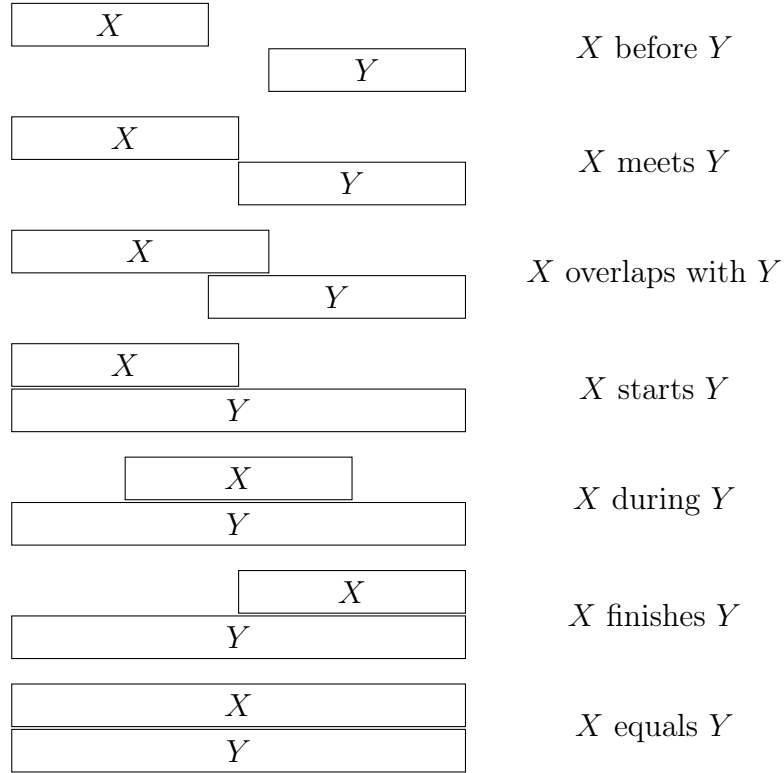 X
Y
X before Y
X
Y
X meets Y
X
Y
X overlaps with Y
X
Y
X starts Y
X
Y
X during Y
X
Y
X finishes Y
X
Y
X equals Y